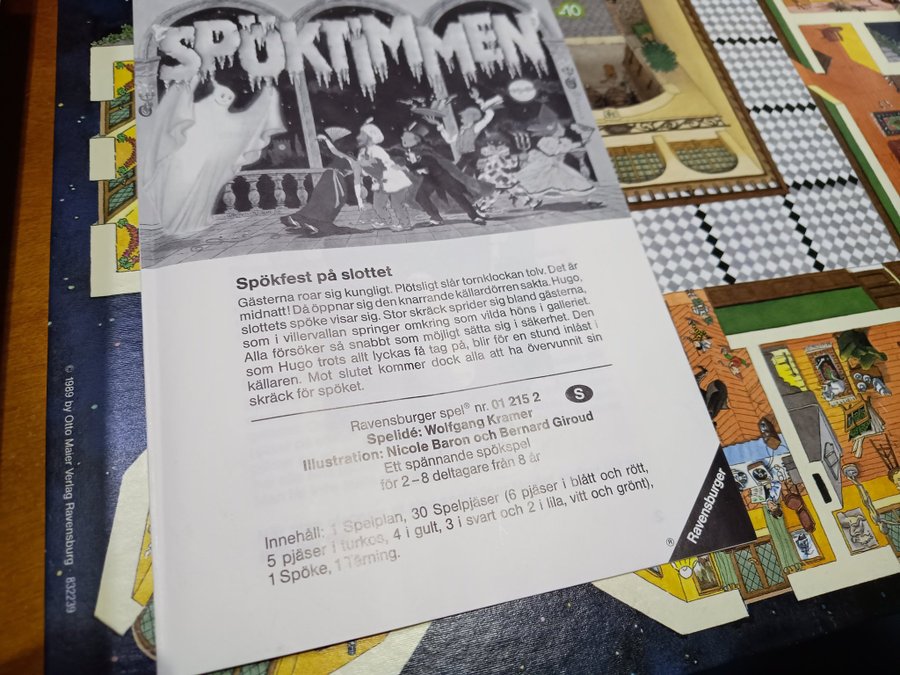 SPÖKTIMMEN
Spökfest på slottet
Gästerna roar sig kungligt. Plötsligt slår tornklockan tolv. Det är
midnatt! Då öppnar sig den knarrande källardörren sakta. Hugo,
slottets spöke visar sig. Stor skräck sprider sig bland gästerna,
som i villervallan springer omkring som vilda höns i galleriet.
Alla försöker så snabbt som möjligt sätta sig i säkerhet. Den
som Hugo trots allt lyckas få tag på, blir för en stund inlåst i
källaren. Mot slutet kommer dock alla att ha övervunnit sin
skräck för spöket.
Ravensburger spel® nr. 01 215 2
S
Spelidé: Wolfgang Kramer
Illustration: Nicole Baron och Bernard Giroud
Ett spännande spökspel
för 2–8 deltagare från 8 år
Innehåll: 1 Spelplan, 30 Spelpjäser (6 pjäser i blått och rött,
5 pjäser i turkos, 4 i gult, 3 i svart och 2 i lila, vitt och grönt),
1 Spöke, 1 Tärning.
Ravensburger
®
© 1989 by Otto Maier Verlag Ravensburg 832239
-10